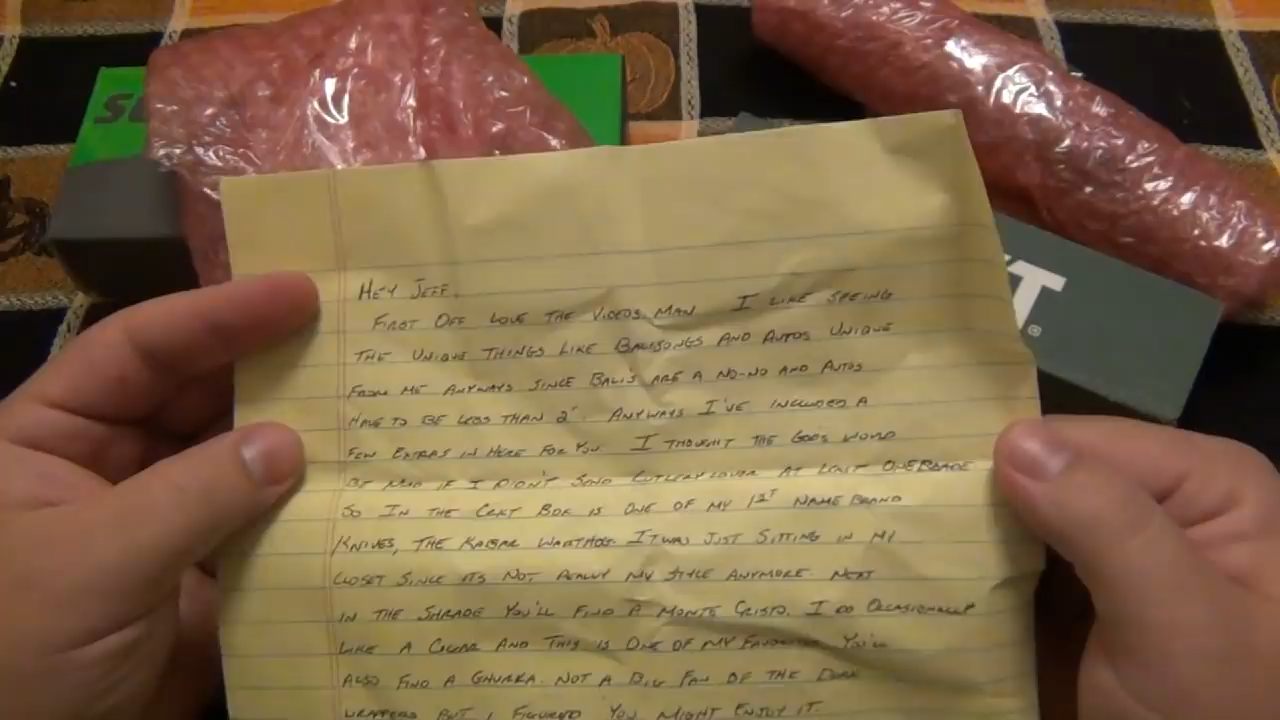 HEY JEFF,
FIRST OFF LOVE THE VIDEOS MAN I LIKE SEEING
THE UNIQUE THINGS LIKE BALISONGS AND AUTOS UNIQUE
FROM ME ANYWAYS SINCE BALIS ARE A NO-NO AND AUTOS
HAVE TO BE LESS THAN 2". ANYWAYS I'VE INCLUDED A
FEW EXTRAS IN HERE FOR YOU. I THOUGHT THE GODS WOULD
BE MAD IF I DIDN'T SEND CUTLERYLOVER AT LEAST ONE BLADE
SO IN THE CRKT BOX IS ONE OF MY 1ST NAME BRAND
KNIVES, THE KABAR WARTHOG. IT WAS JUST SITTING IN MY
CLOSET SINCE ITS NOT REALLY MY STYLE ANYMORE. NEXT
IN THE SHRADE YOU'LL FIND A MONTE CRISTO. I DO OCCASIONALLY
LIKE A CIGAR AND THIS IS ONE OF MY YOU'LL
ALSO FIND A GHURKA. NOT A BIG FAN OF THE DARK
WRAPPERS BUT I FIGURED YOU MIGHT ENJOY IT.